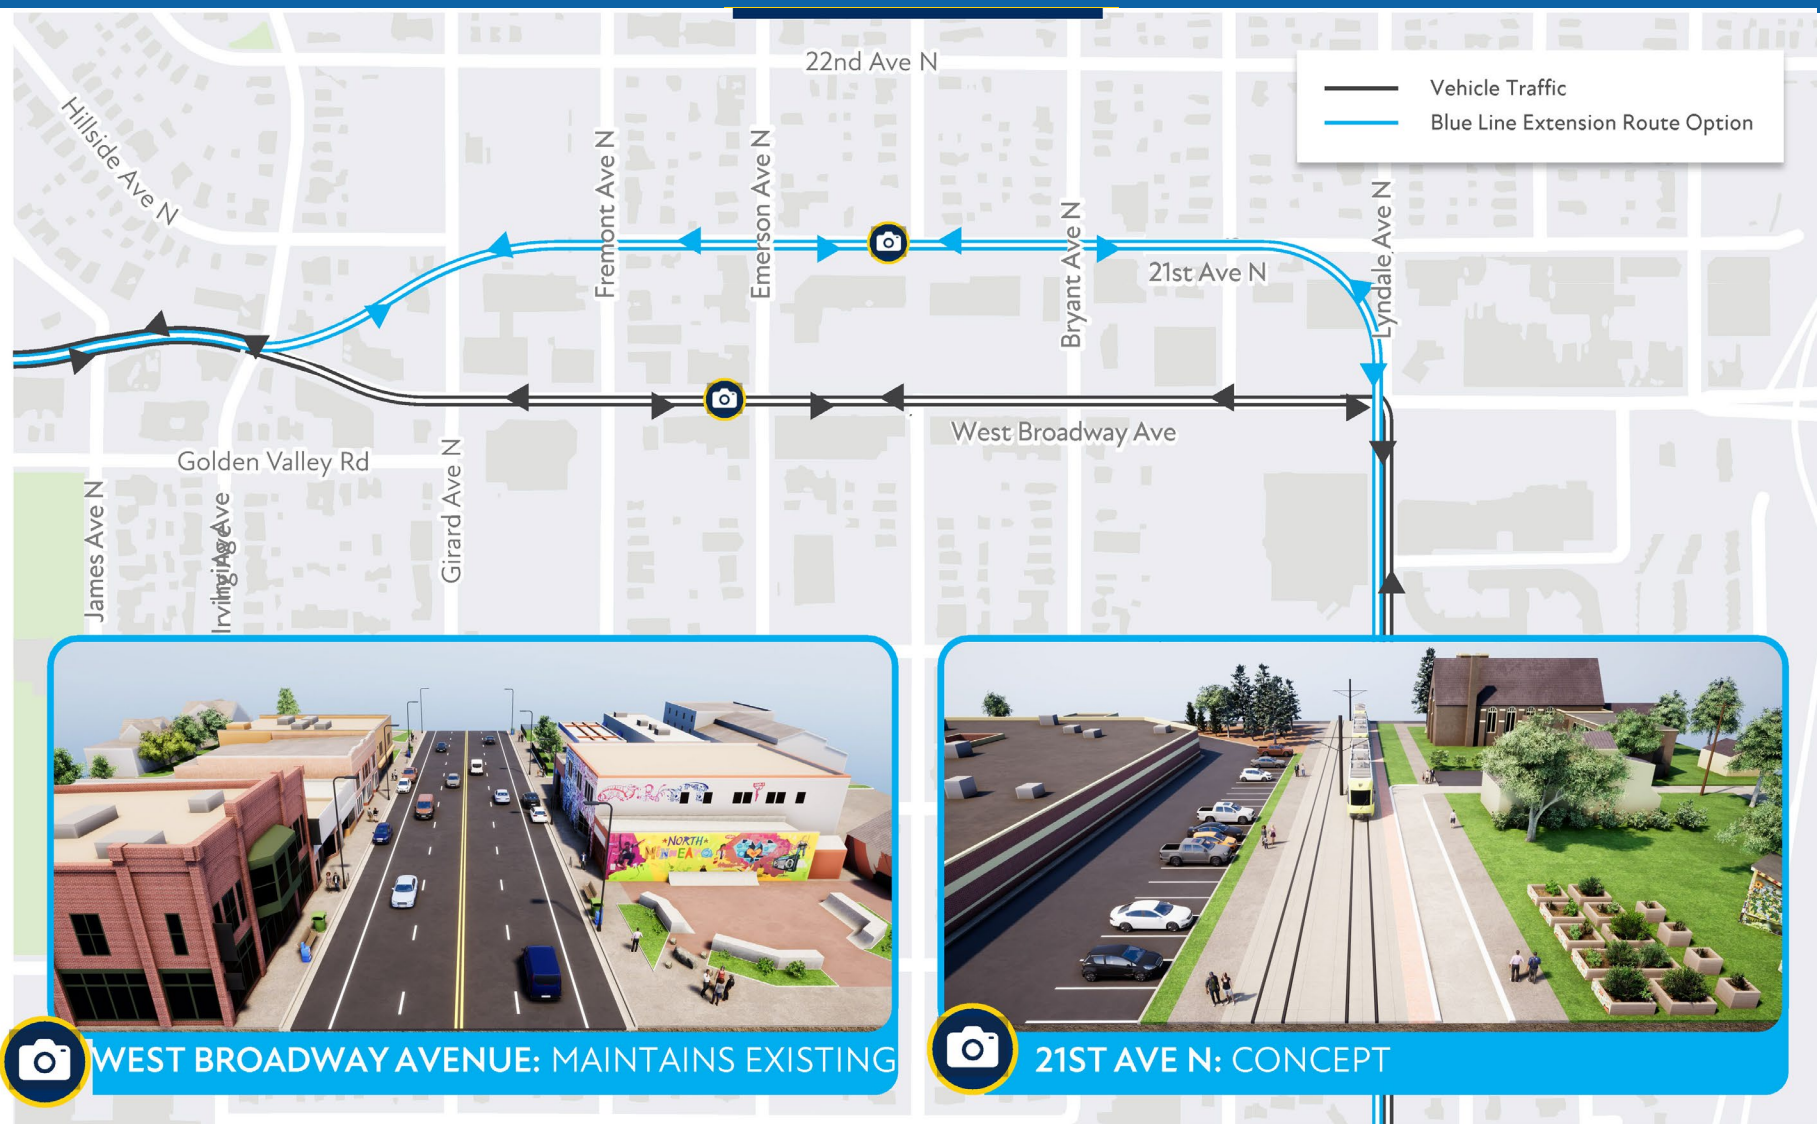 22nd Ave N
Vehicle Traffic
Blue Line Extension Route Option
Hillside Ave N
Fremont Ave N
Emerson Ave N
Bryant Ave N
Lyndale Ave N
21st Ave N
West Broadway Ave
Golden Valley Rd
James Ave N
Girard Ave N
NORTH
WEST BROADWAY AVENUE: MAINTAINS EXISTING
21ST AVE N: CONCEPT